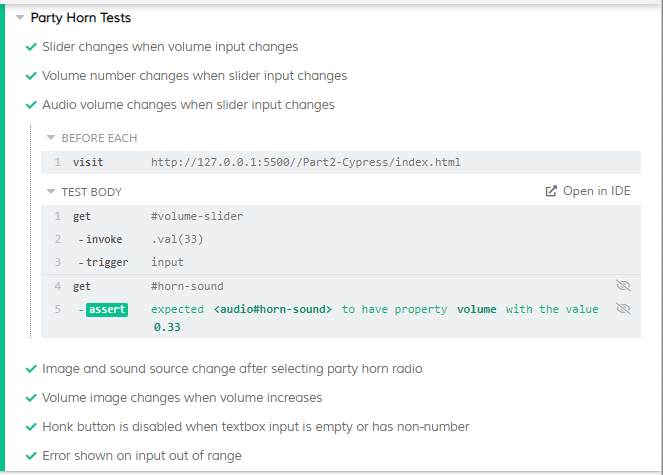 Party Horn Tests
Slider changes when volume input changes
Volume number changes when slider input changes
Audio volume changes when slider input changes
BEFORE EACH
1 visit http://127.0.0.1:5500//Part2-Cypress/index.html
TEST BODY Open in IDE
1 get #volume-slider
2 -invoke .val(33)
3 -trigger input
4 get #horn-sound
5 -assert expected <audio#horn-sound> to have property volume with the value
0.33
Image and sound source change after selecting party horn radio
Volume image changes when volume increases
Honk button is disabled when textbox input is empty or has non-number
Error shown on input out of range